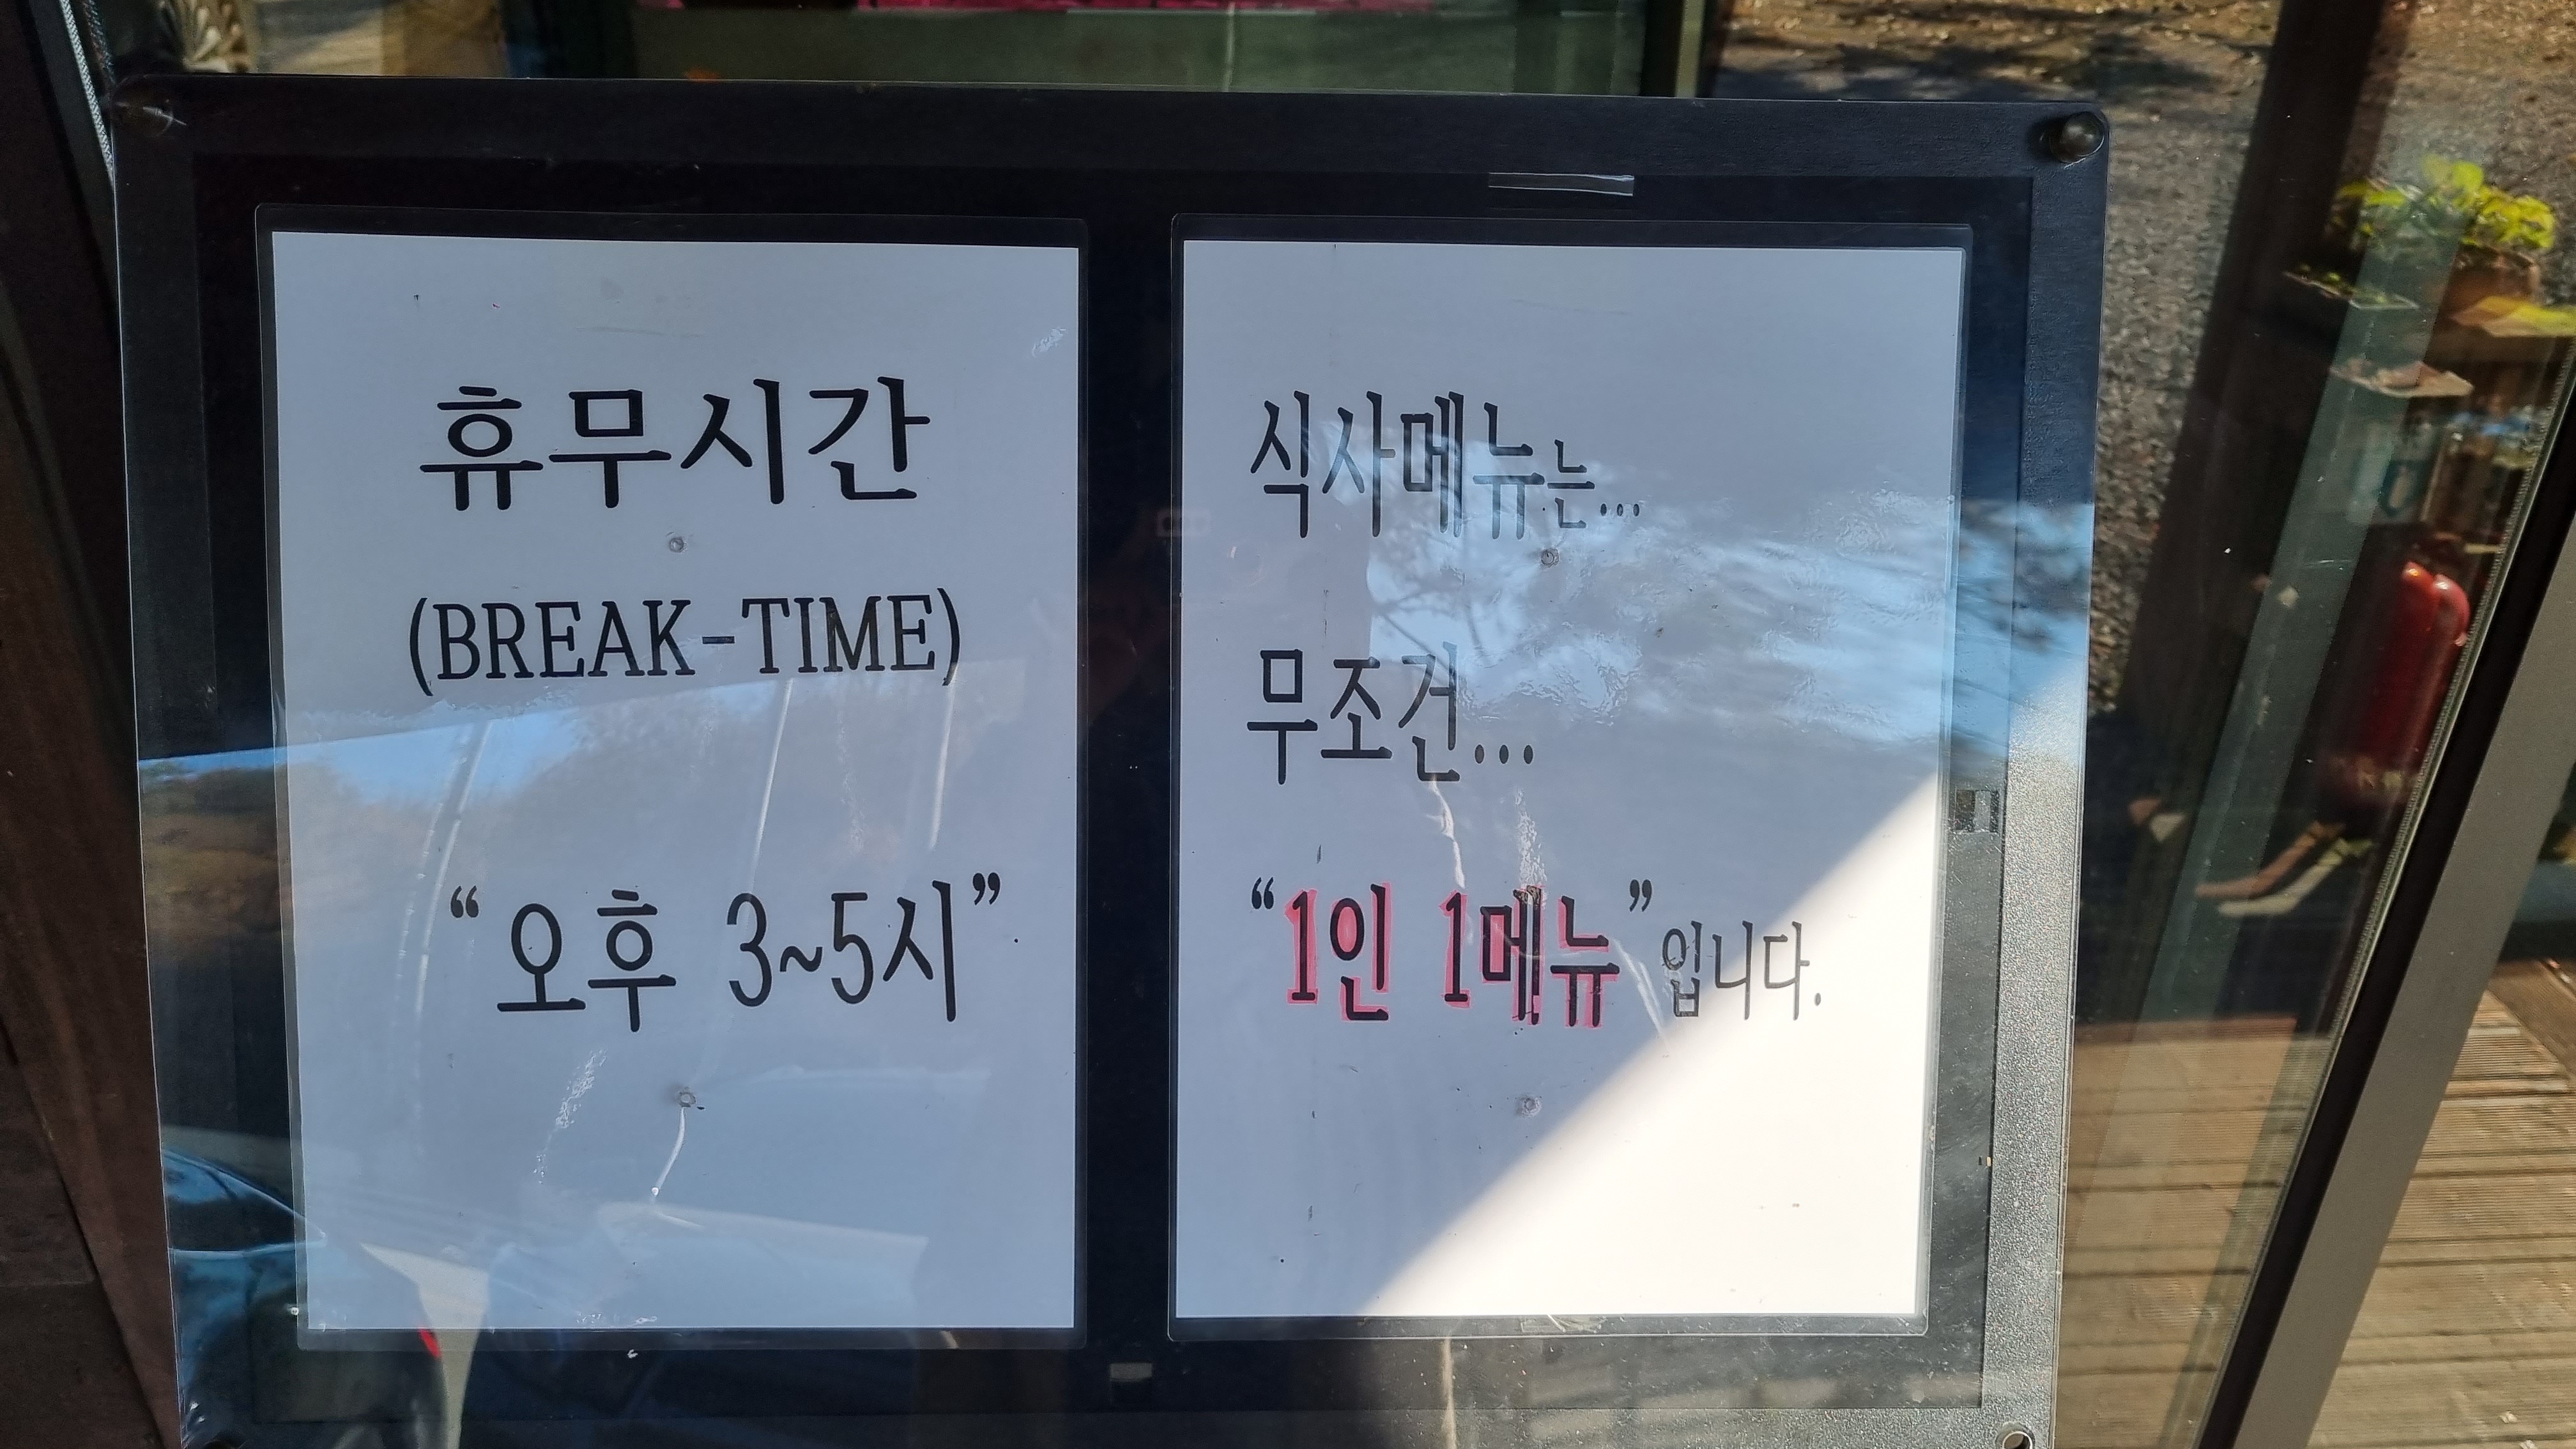 휴무시간
(BREAK-TIME)
“오후 3~5시”
식사메뉴는...
무조건...
“1인 1메뉴”입니다.